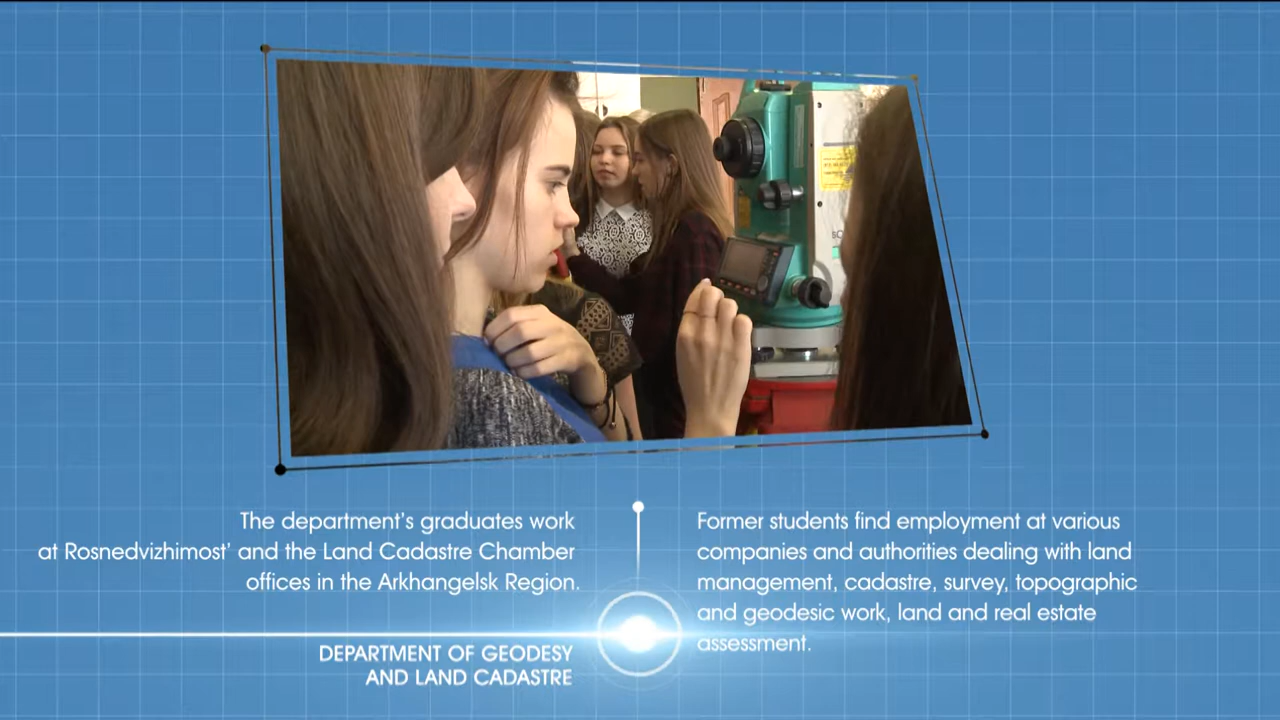 The department's graduates work
at Rosnedvizhimost' and the Land Cadastre Chamber
offices in the Arkhangelsk Region.
DEPARTMENT OF GEODESY
AND LAND CADASTRE
Former students find employment at various
companies and authorities dealing with land
management, cadastre, survey, topographic
and geodesic work, land and real estate
assessment.